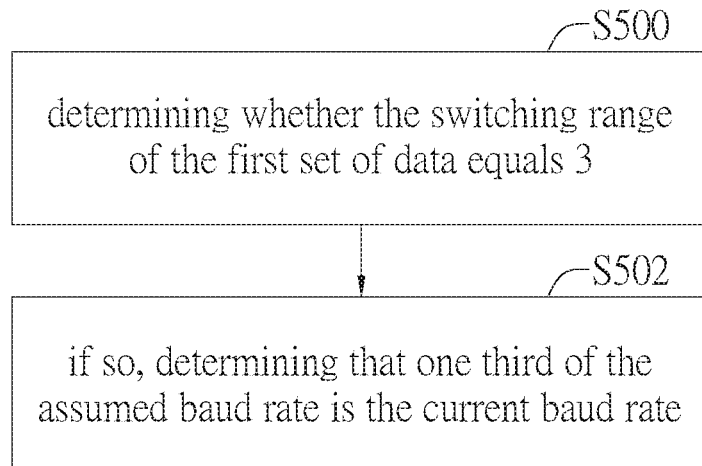 S500
determining whether the switching range
of the first set of data equals 3
S502
if so, determining that one third of the
assumed baud rate is the current baud rate